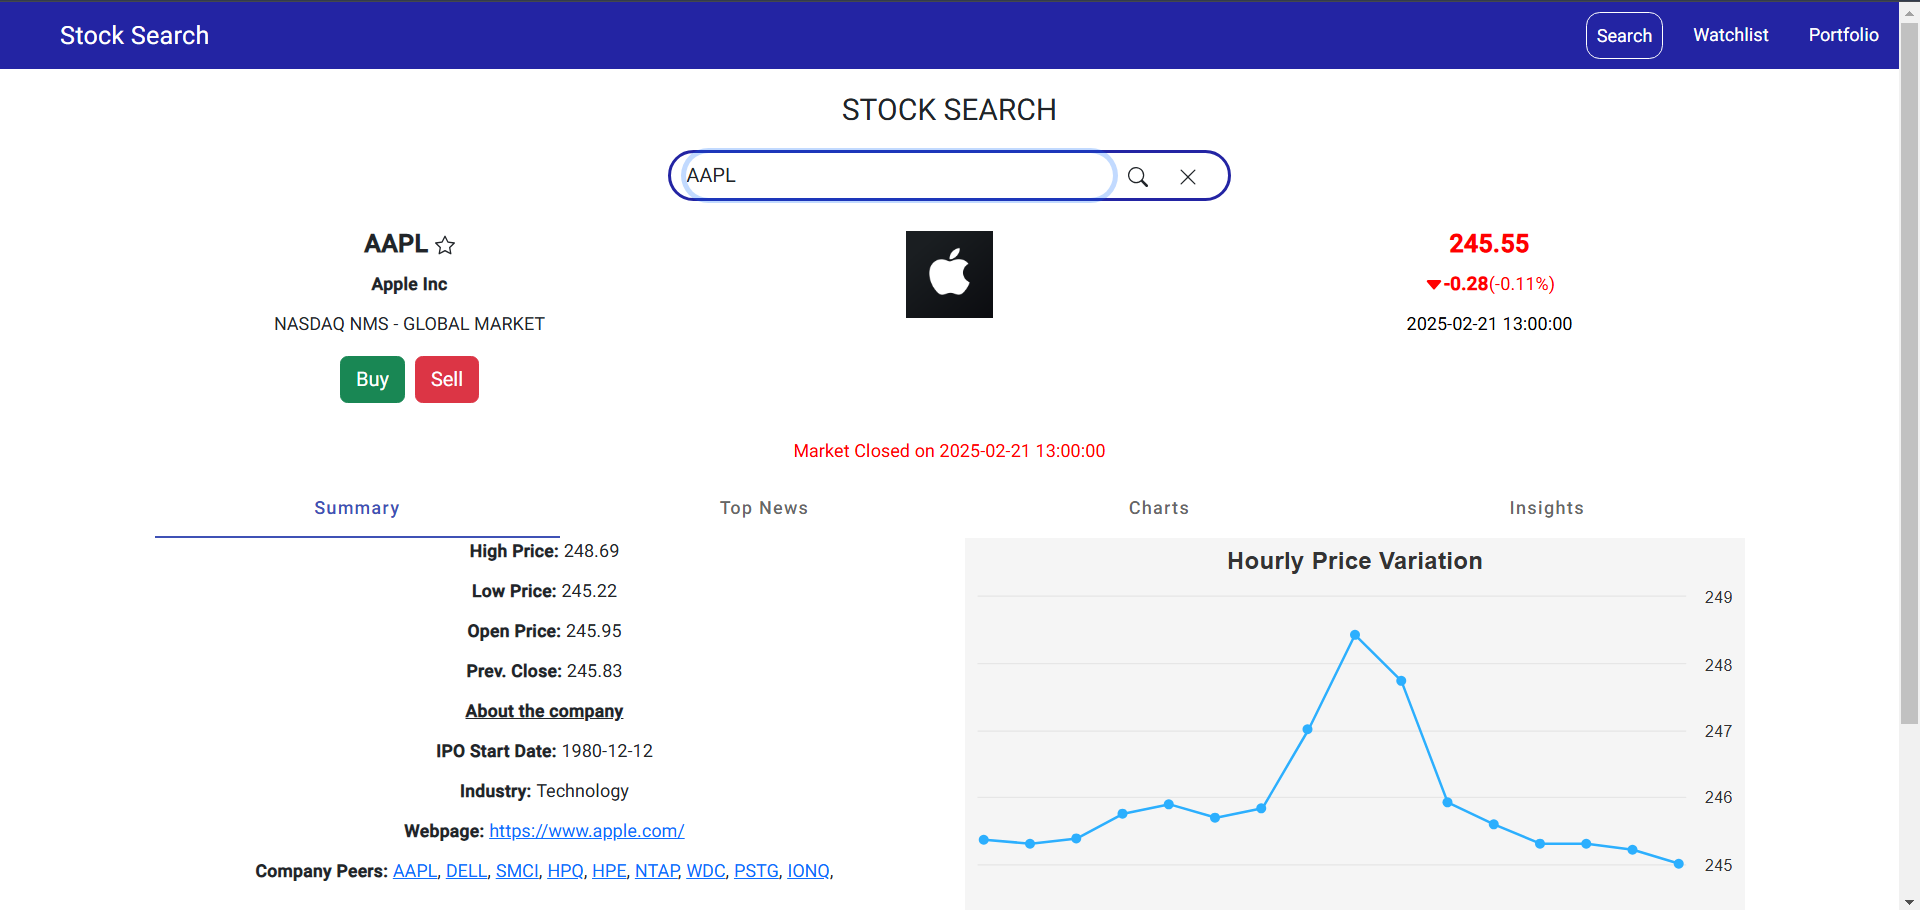 Stock Search
Search
Watchlist
Portfolio
STOCK SEARCH
AAPL
AAPL
Apple Inc
NASDAQ NMS - GLOBAL MARKET
Buy
Sell
245.55
-0.28(-0.11%)
2025-02-21 13:00:00
Market Closed on 2025-02-21 13:00:00
Summary
Top News
Charts
Insights
High Price: 248.69
Low Price: 245.22
Open Price: 245.95
Prev. Close: 245.83
About the company
IPO Start Date: 1980-12-12
Industry: Technology
Webpage: https://www.apple.com/
Company Peers: AAPL, DELL, SMCI, HPQ, HPE, NTAP, WDC, PSTG, IONQ,
Hourly Price Variation
249
248
247
246
245